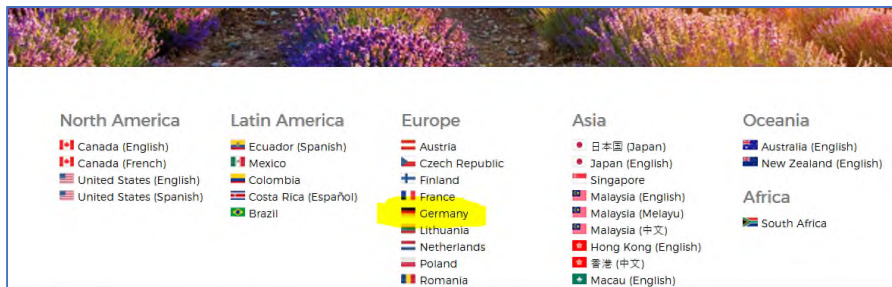 North America
Canada (English)
Canada (French)
United States (English)
United States (Spanish)
Latin America
Ecuador (Spanish)
Mexico
Colombia
Costa Rica (Español)
Brazil
Europe
Austria
Czech Republic
Finland
France
Germany
Lithuania
Netherlands
Poland
Romania
Asia
日本国 (Japan)
Japan (English)
Singapore
Malaysia (English)
Malaysia (Melayu)
Malaysia (中文)
Hong Kong (English)
香港 (中文)
Macau (English)
Oceania
Australia (English)
New Zealand (English)
Africa
South Africa